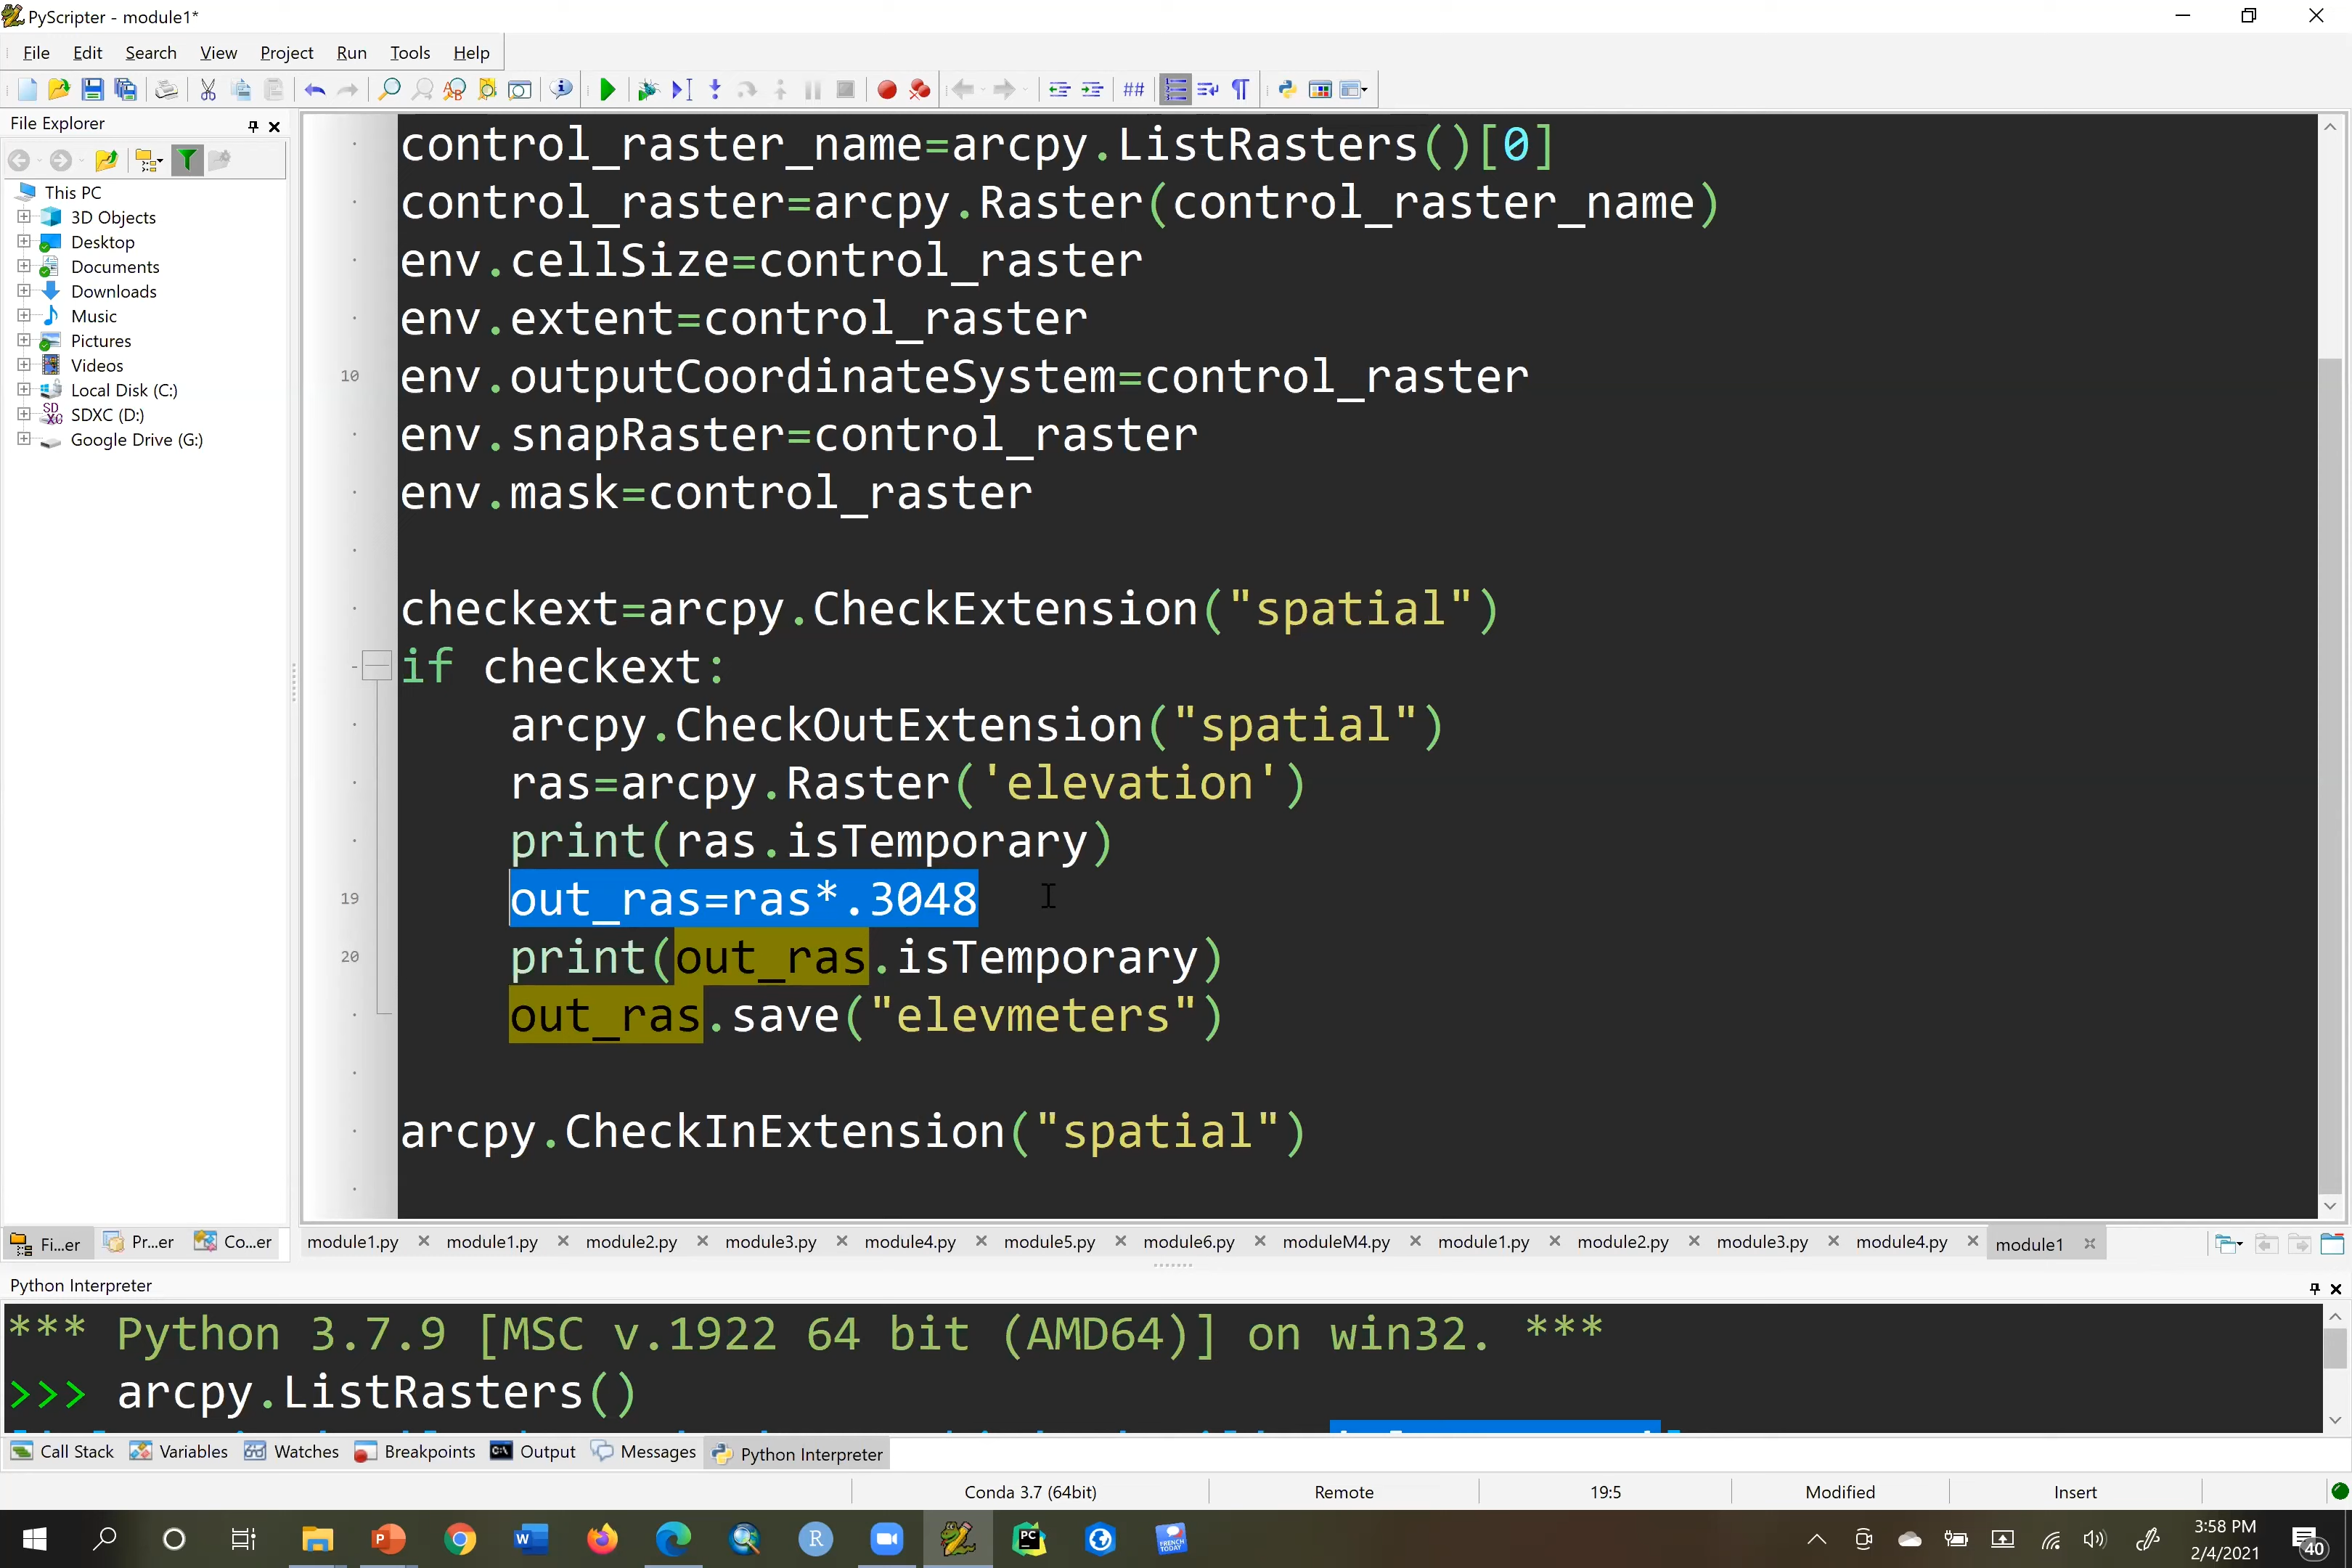 PyScripter - module1*
File Edit Search View Project Run Tools Help
File Explorer
This PC
3D Objects
Desktop
Documents
Downloads
Music
Pictures
Videos
Local Disk (C:)
SDXC (D:)
Google Drive (G:)
control_raster_name=arcpy.ListRasters()[0]
control_raster=arcpy.Raster(control_raster_name)
env.cellSize=control_raster
env.extent=control_raster
10 env.outputCoordinateSystem=control_raster
env.snapRaster=control_raster
env.mask=control_raster
checkext=arcpy.CheckExtension("spatial")
if checkext:
arcpy.CheckOutExtension("spatial")
ras=arcpy.Raster('elevation')
print(ras.isTemporary)
19 out_ras=ras*.3048
20 print(out_ras.isTemporary)
out_ras.save("elevmeters")
arcpy.CheckInExtension("spatial")
Fi...er Pr...er Co...er
module1.py module1.py module2.py module3.py module4.py module5.py module6.py moduleM4.py module1.py module2.py module3.py module4.py module1
Python Interpreter
*** Python 3.7.9 [MSC v.1922 64 bit (AMD64)] on win32. ***
>>> arcpy.ListRasters()
Call Stack Variables Watches Breakpoints Output Messages Python Interpreter
Conda 3.7 (64bit) Remote 19:5 Modified Insert
3:58 PM
2/4/2021
40